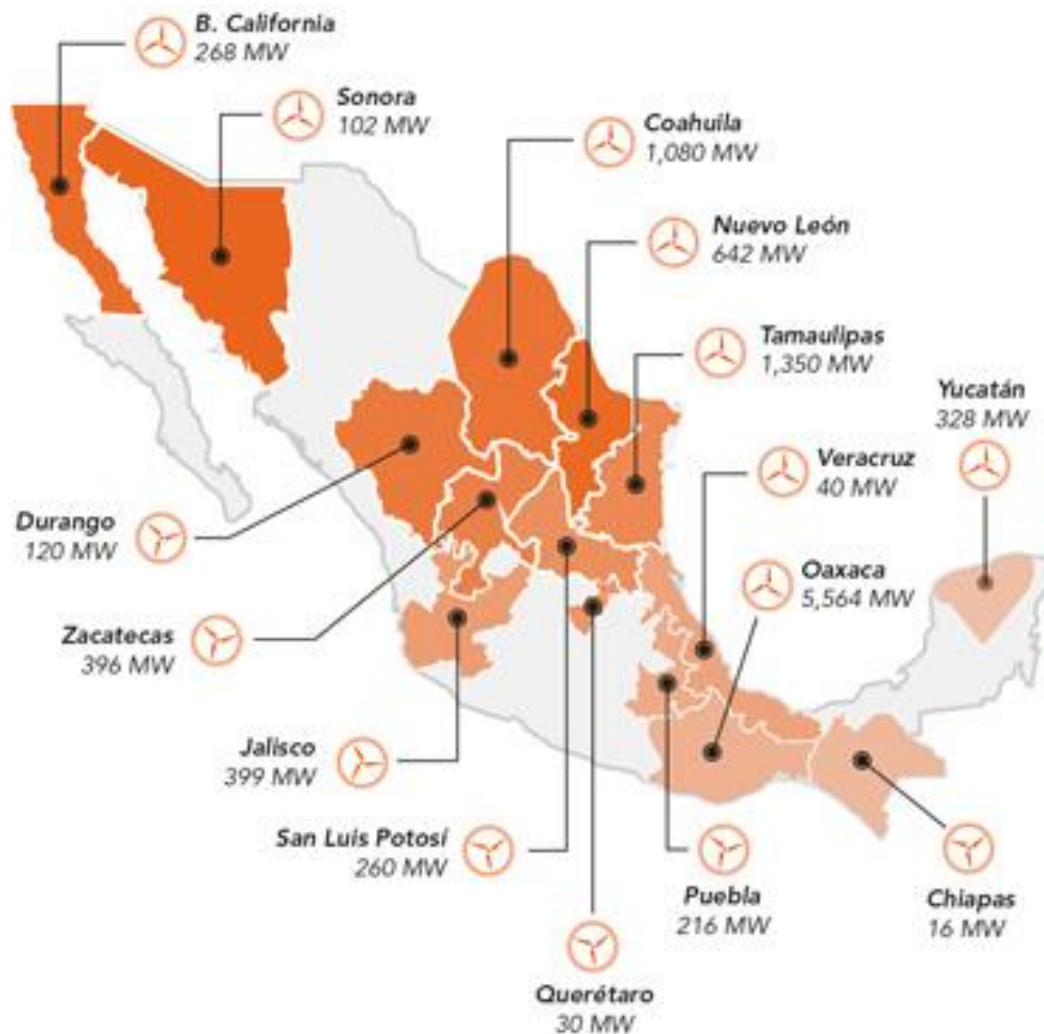 B. California
268 MW
Sonora
102 MW
Coahuila
1,080 MW
Nuevo León
642 MW
Tamaulipas
1,350 MW
Yucatán
328 MW
Veracruz
40 MW
Oaxaca
5,564 MW
Durango
120 MW
Zacatecas
396 MW
Jalisco
399 MW
San Luis Potosí
260 MW
Puebla
216 MW
Chiapas
16 MW
Querétaro
30 MW